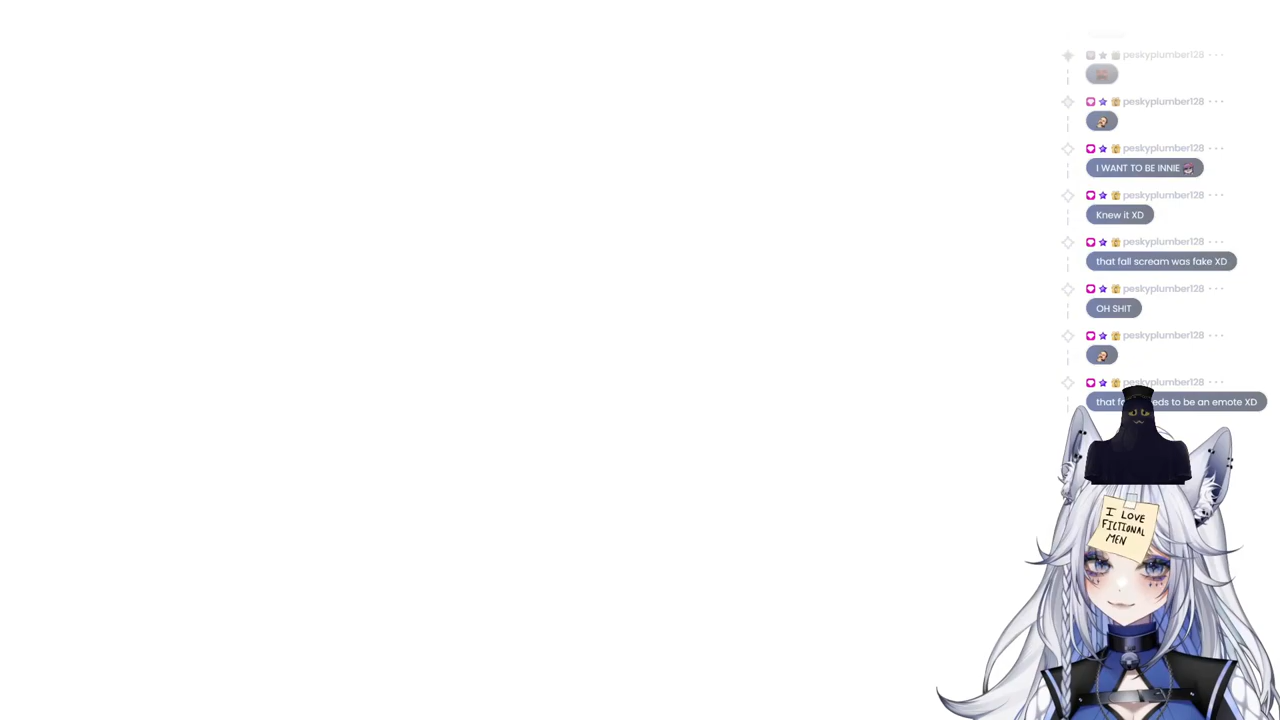 peskyplumber128
peskyplumber128
peskyplumber128
I WANT TO BE INNIE
peskyplumber128
Knew it XD
peskyplumber128
that fall scream was fake XD
peskyplumber128
OH SHIT
peskyplumber128
peskyplumber128
that eds to be an emote XD
I LOVE
FICTIONAL
MEN